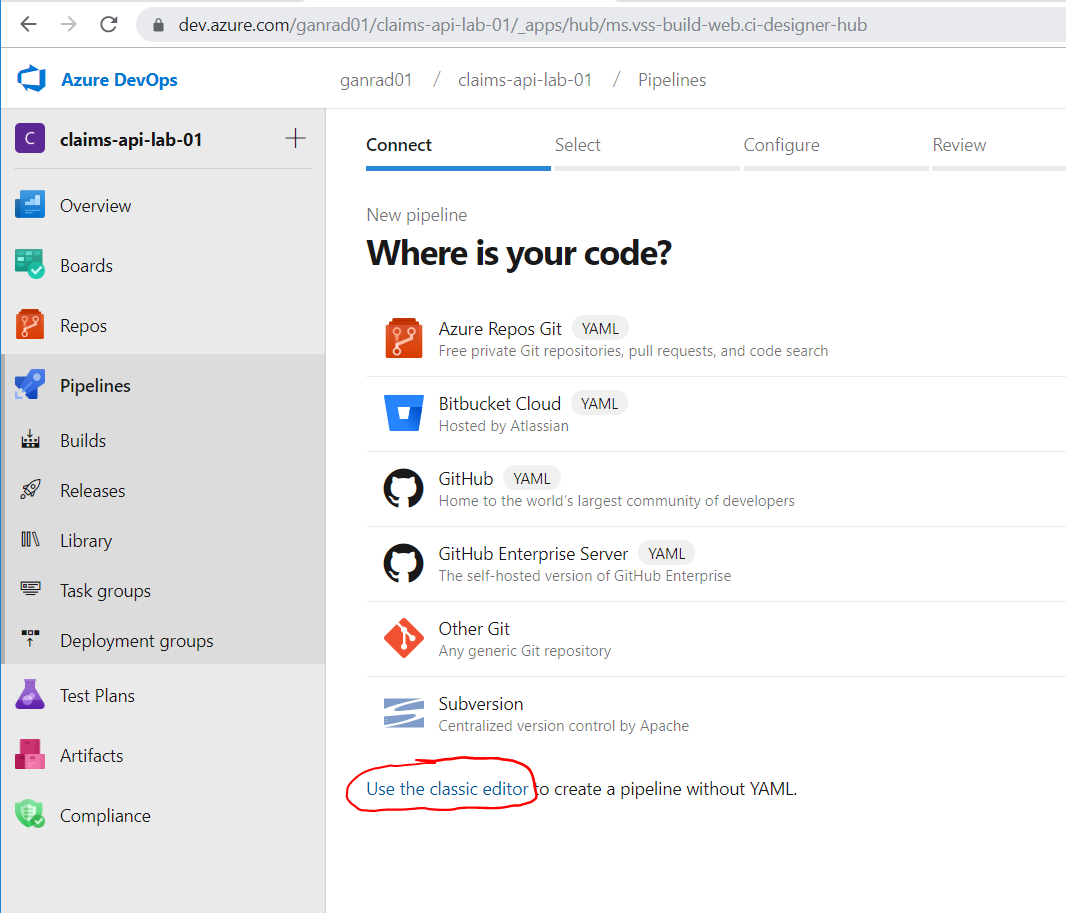 dev.azure.com/ganrad01/claims-api-lab-01/_apps/hub/ms.vss-build-web.ci-designer-hub
Azure DevOps
ganrad01 / claims-api-lab-01 / Pipelines
C claims-api-lab-01
Overview
Boards
Repos
Pipelines
Builds
Releases
Library
Task groups
Deployment groups
Test Plans
Artifacts
Compliance
Connect Select Configure Review
New pipeline
Where is your code?
Azure Repos Git YAML
Free private Git repositories, pull requests, and code search
Bitbucket Cloud YAML
Hosted by Atlassian
GitHub YAML
Home to the world's largest community of developers
GitHub Enterprise Server YAML
The self-hosted version of GitHub Enterprise
Other Git
Any generic Git repository
Subversion
Centralized version control by Apache
Use the classic editor to create a pipeline without YAML.